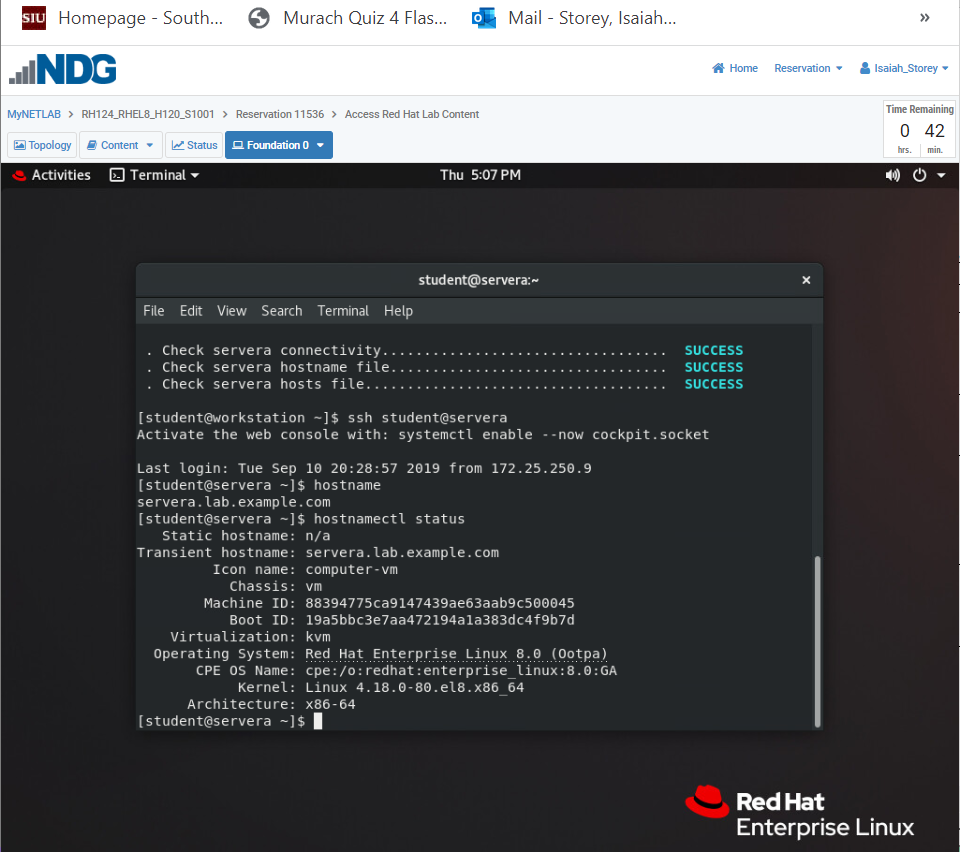 SIU Homepage - South... Murach Quiz 4 Flas... Mail - Storey, Isaiah... »
NDG Home Reservation Isaiah_Storey
MyNETLAB > RH124_RHEL8_H120_S1001 > Reservation 11536 > Access Red Hat Lab Content
Time Remaining
0 42
hrs. min.
Topology Content Status Foundation 0
Activities Terminal Thu 5:07 PM
student@servera:~ ×
File Edit View Search Terminal Help
. Check servera connectivity.................................. SUCCESS
. Check servera hostname file................................. SUCCESS
. Check servera hosts file.................................... SUCCESS
[student@workstation ~]$ ssh student@servera
Activate the web console with: systemctl enable --now cockpit.socket
Last login: Tue Sep 10 20:28:57 2019 from 172.25.250.9
[student@servera ~]$ hostname
servera.lab.example.com
[student@servera ~]$ hostnamectl status
Static hostname: n/a
Transient hostname: servera.lab.example.com
Icon name: computer-vm
Chassis: vm
Machine ID: 88394775ca9147439ae63aab9c500045
Boot ID: 19a5bbc3e7aa472194a1a383dc4f9b7d
Virtualization: kvm
Operating System: Red Hat Enterprise Linux 8.0 (Ootpa)
CPE OS Name: cpe:/o:redhat:enterprise_linux:8.0:GA
Kernel: Linux 4.18.0-80.el8.x86_64
Architecture: x86-64
[student@servera ~]$
Red Hat
Enterprise Linux